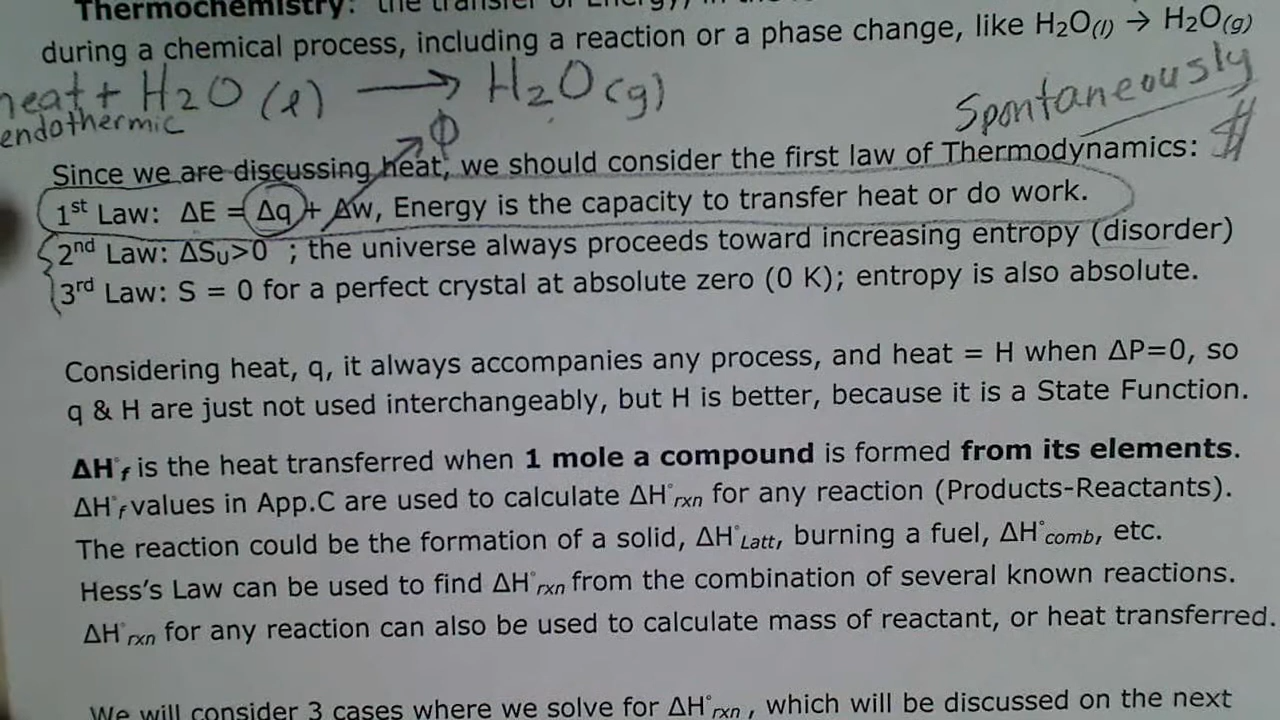 Thermochemistry: the transfer of Energy, in the
during a chemical process, including a reaction or a phase change, like H₂O(l) → H₂O(g)
heat + H₂O (l) → H₂O (g)
endothermic
Spontaneously
Φ
Since we are discussing heat, we should consider the first law of Thermodynamics:
1st Law: ΔE = Δq + Δw, Energy is the capacity to transfer heat or do work.
2nd Law: ΔSU>0 ; the universe always proceeds toward increasing entropy (disorder)
3rd Law: S = 0 for a perfect crystal at absolute zero (0 K); entropy is also absolute.
Considering heat, q, it always accompanies any process, and heat = H when ΔP=0, so
q & H are just not used interchangeably, but H is better, because it is a State Function.
ΔH°f is the heat transferred when 1 mole a compound is formed from its elements.
ΔH°f values in App.C are used to calculate ΔH°rxn for any reaction (Products-Reactants).
The reaction could be the formation of a solid, ΔH°Latt, burning a fuel, ΔH°comb, etc.
Hess's Law can be used to find ΔH°rxn from the combination of several known reactions.
ΔH°rxn for any reaction can also be used to calculate mass of reactant, or heat transferred.
We will consider 3 cases where we solve for ΔH°rxn, which will be discussed on the next